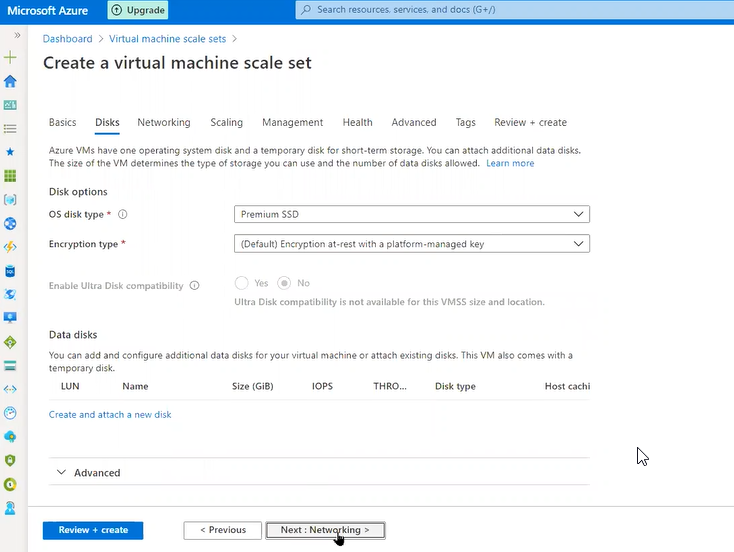 Microsoft Azure Upgrade Search resources, services, and docs (G+/)
Dashboard > Virtual machine scale sets >
Create a virtual machine scale set
Basics Disks Networking Scaling Management Health Advanced Tags Review + create
Azure VMs have one operating system disk and a temporary disk for short-term storage. You can attach additional data disks.
The size of the VM determines the type of storage you can use and the number of data disks allowed. Learn more
Disk options
OS disk type * Premium SSD
Encryption type * (Default) Encryption at-rest with a platform-managed key
Enable Ultra Disk compatibility Yes No
Ultra Disk compatibility is not available for this VMSS size and location.
Data disks
You can add and configure additional data disks for your virtual machine or attach existing disks. This VM also comes with a
temporary disk.
LUN Name Size (GiB) IOPS THRO... Disk type Host cachi
Create and attach a new disk
Advanced
Review + create < Previous Next : Networking >